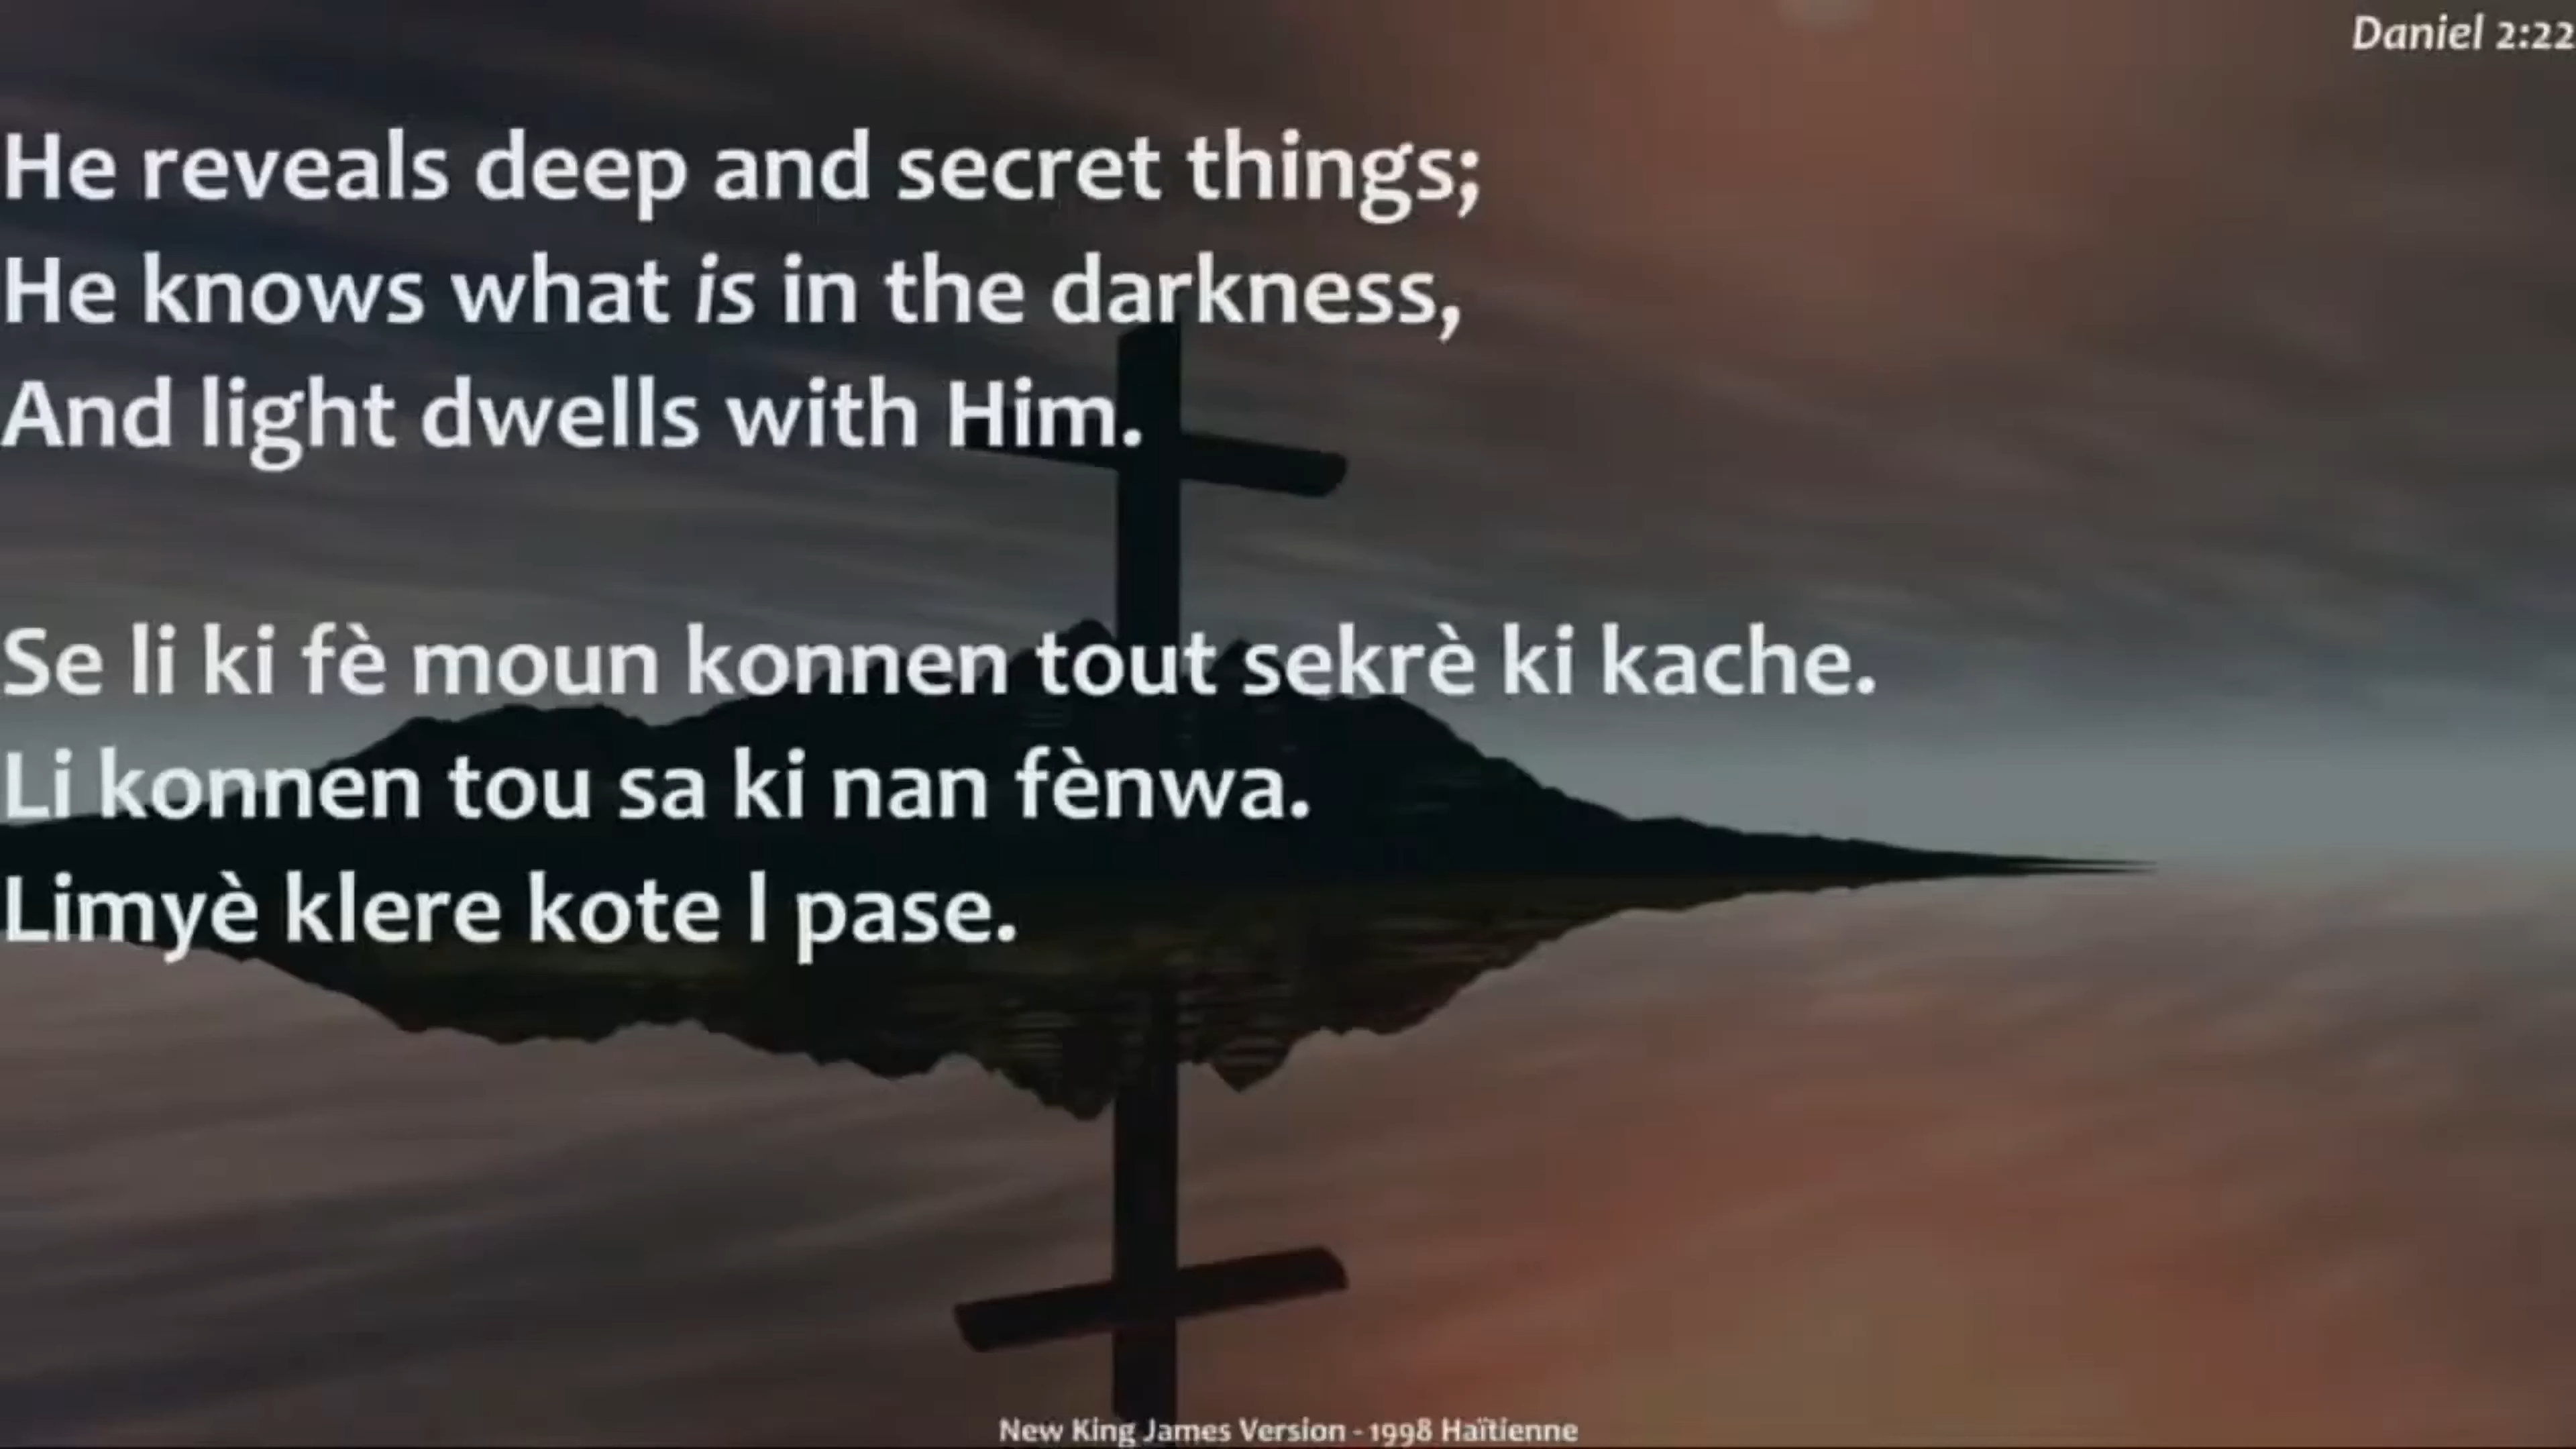 Daniel 2:22
He reveals deep and secret things;
He knows what is in the darkness,
And light dwells with Him.
Se li ki fè moun konnen tout sekrè ki kache.
Li konnen tou sa ki nan fènwa.
Limyè klere kote l pase.
New King James Version - 1998 Haïtienne